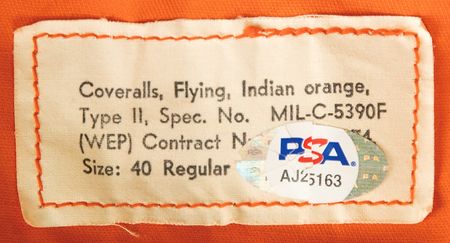 Coveralls, Flying, Indian orange,
Type II, Spec. No. MIL-C-5390F
(WEP) Contract
Size: 40 Regular
PSA
AJ25163